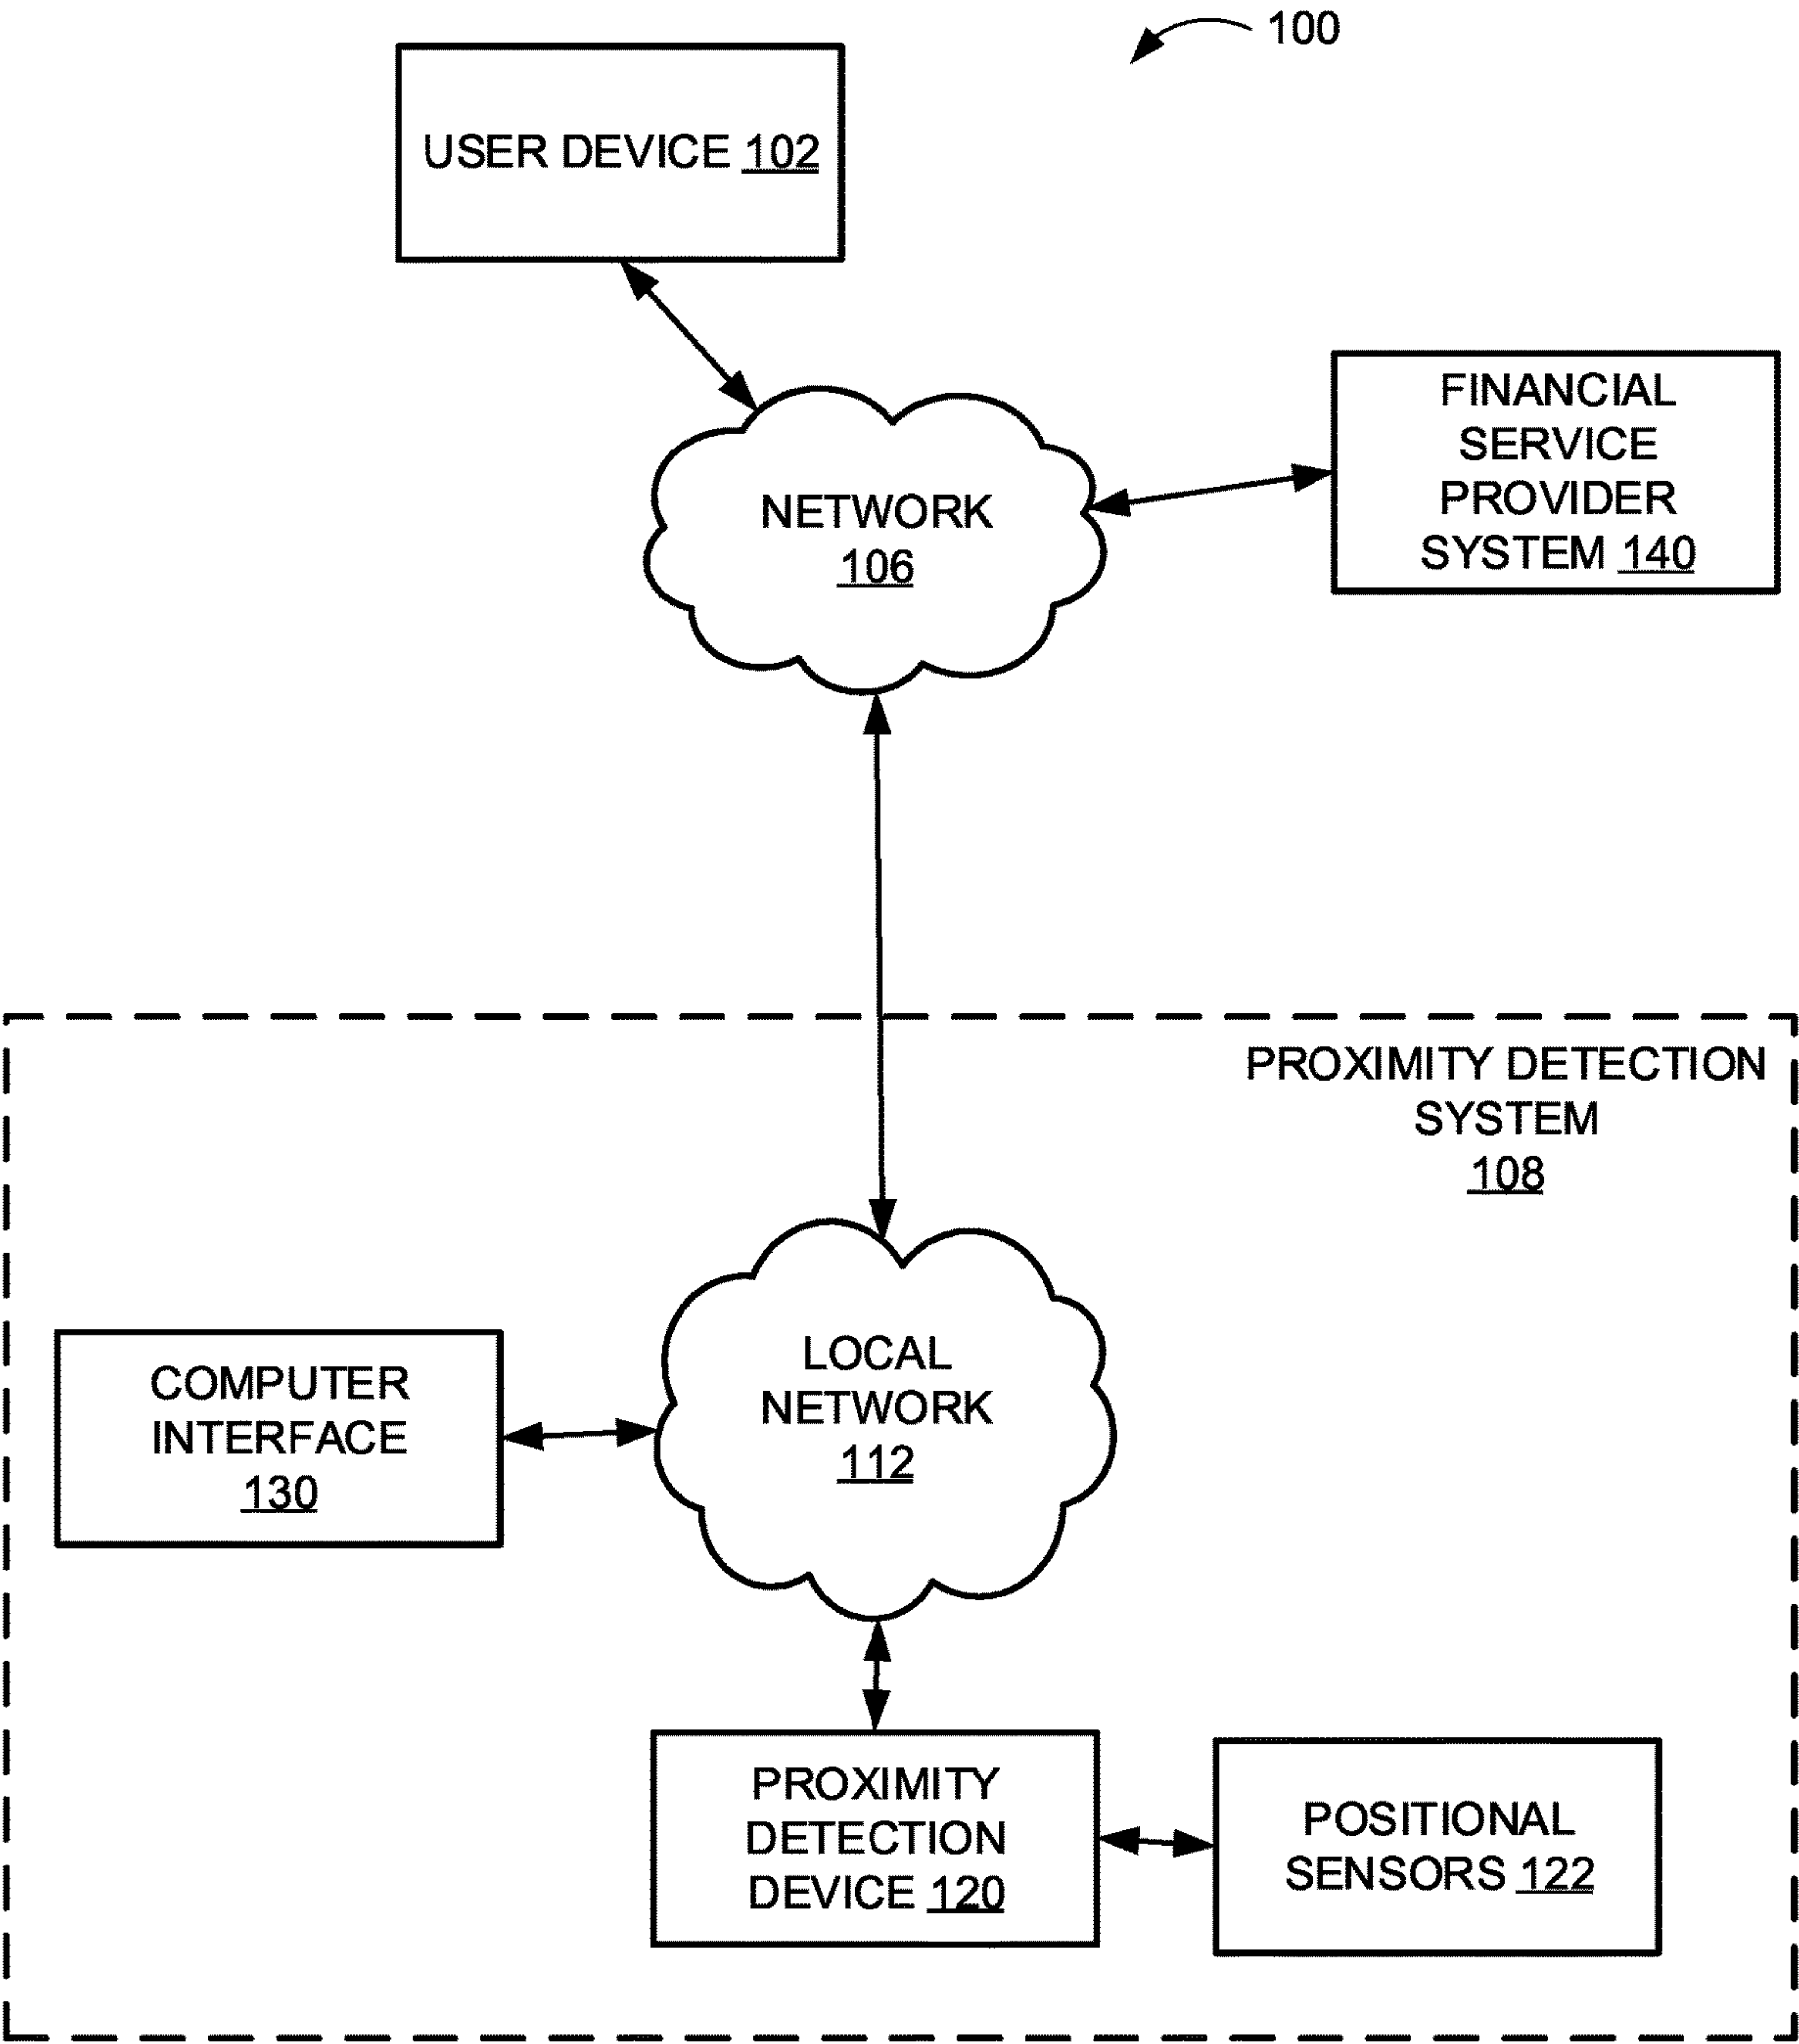 100
USER DEVICE 102
FINANCIAL
SERVICE
PROVIDER
SYSTEM 140
NETWORK
106
PROXIMITY DETECTION
SYSTEM
108
LOCAL
NETWORK
112
COMPUTER
INTERFACE
130
PROXIMITY
DETECTION
DEVICE 120
POSITIONAL
SENSORS 122